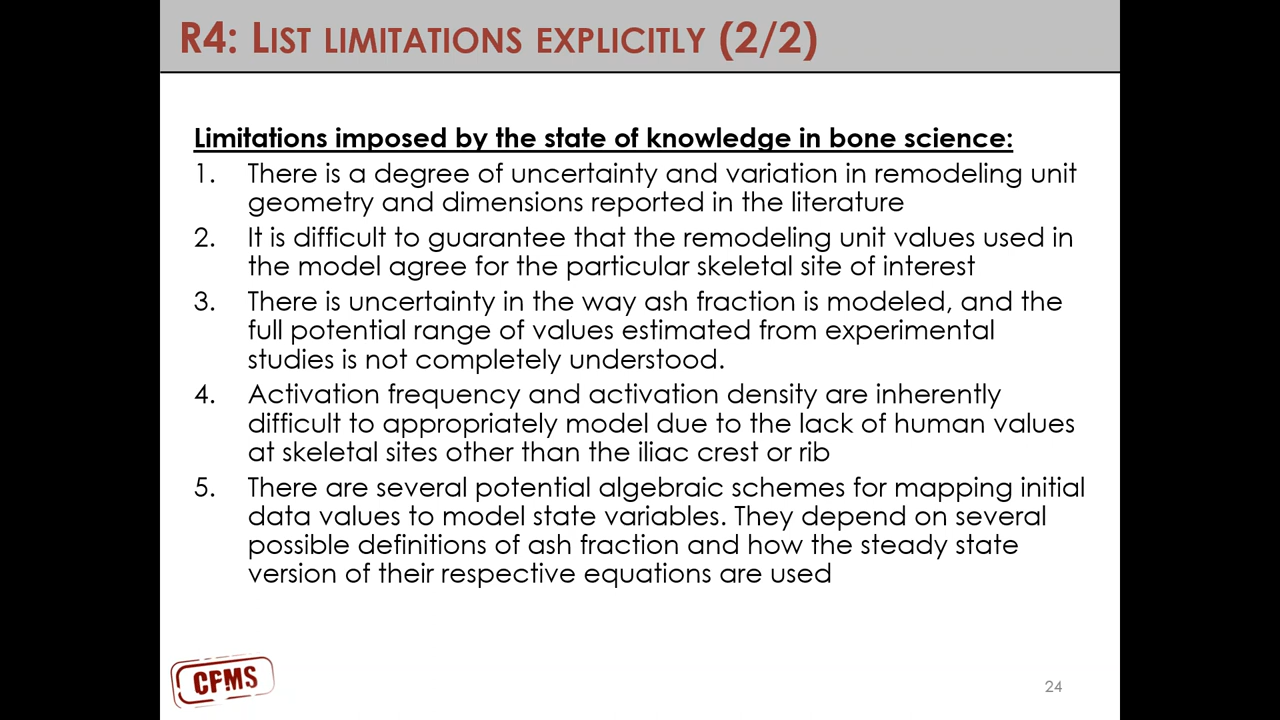 R4: LIST LIMITATIONS EXPLICITLY (2/2)
Limitations imposed by the state of knowledge in bone science:
1. There is a degree of uncertainty and variation in remodeling unit
geometry and dimensions reported in the literature
2. It is difficult to guarantee that the remodeling unit values used in
the model agree for the particular skeletal site of interest
3. There is uncertainty in the way ash fraction is modeled, and the
full potential range of values estimated from experimental
studies is not completely understood.
4. Activation frequency and activation density are inherently
difficult to appropriately model due to the lack of human values
at skeletal sites other than the iliac crest or rib
5. There are several potential algebraic schemes for mapping initial
data values to model state variables. They depend on several
possible definitions of ash fraction and how the steady state
version of their respective equations are used
CPMS
24